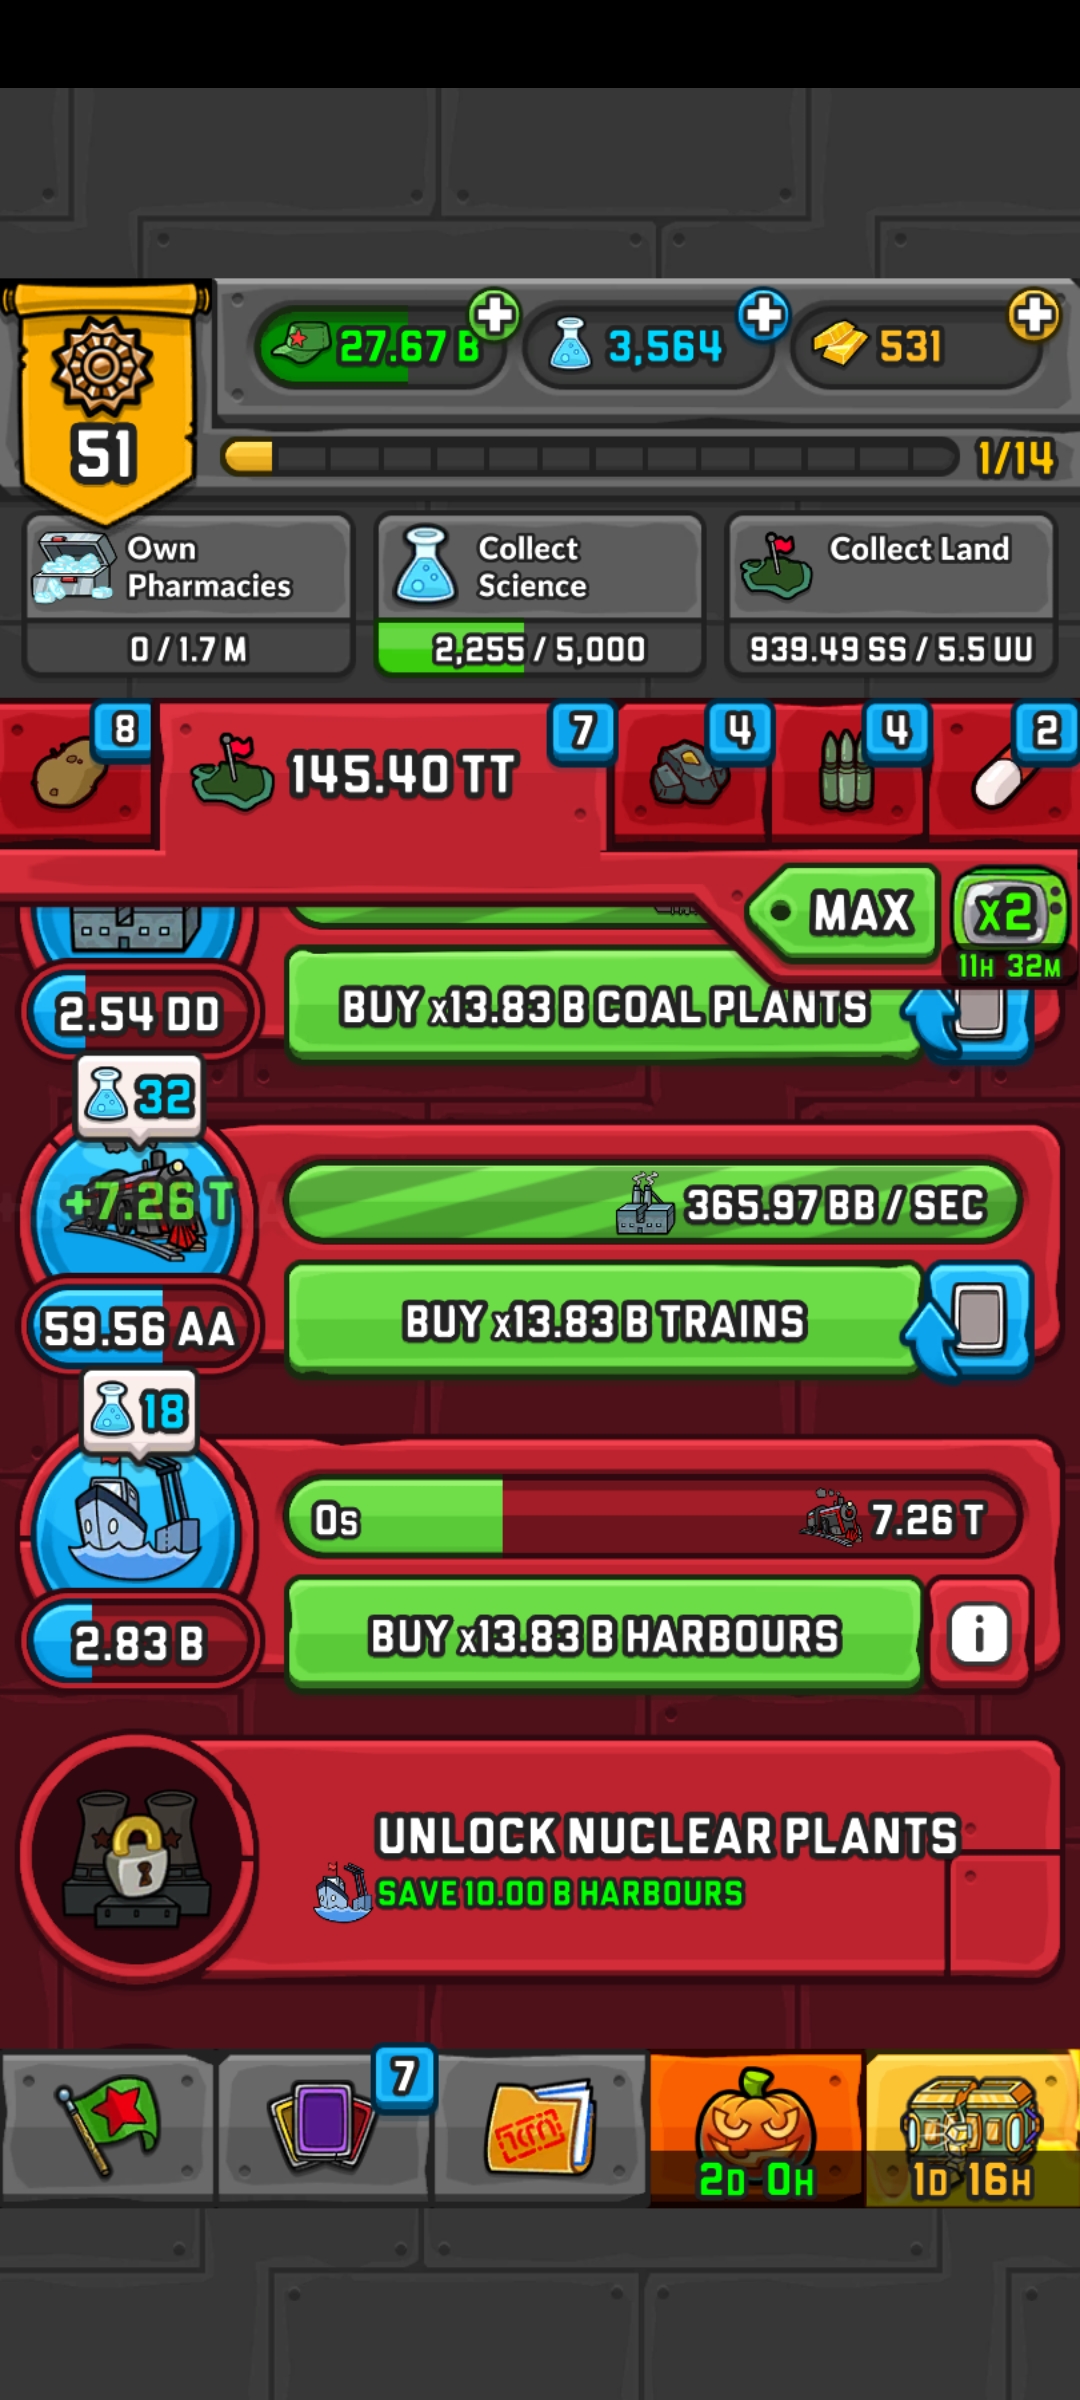 27.67 B
3,564
531
51
1/14
Own
Pharmacies
0 / 1.7 M
Collect
Science
2,255 / 5,000
Collect Land
939.49 SS / 5.5 UU
8
145.40 TT
7
4
4
2
MAX
x2
11H 32M
2.54 DD
BUY x13.83 B COAL PLANTS
32
+7.26 T
365.97 BB / SEC
59.56 AA
BUY x13.83 B TRAINS
18
0s
7.26 T
2.83 B
BUY x13.83 B HARBOURS
i
UNLOCK NUCLEAR PLANTS
SAVE 10.00 B HARBOURS
7
2D 0H
1D 16H